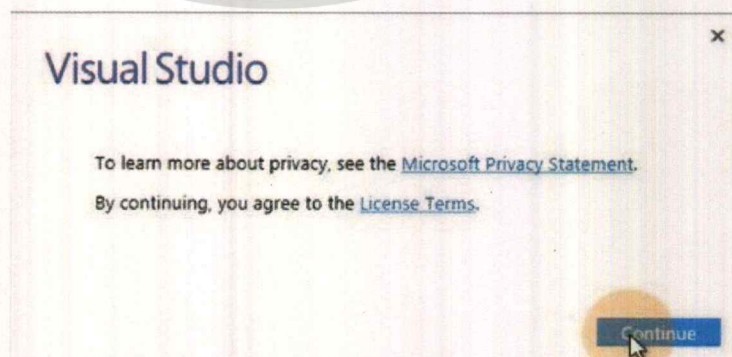 Visual Studio
×
To learn more about privacy, see the Microsoft Privacy Statement.
By continuing, you agree to the License Terms.
Continue